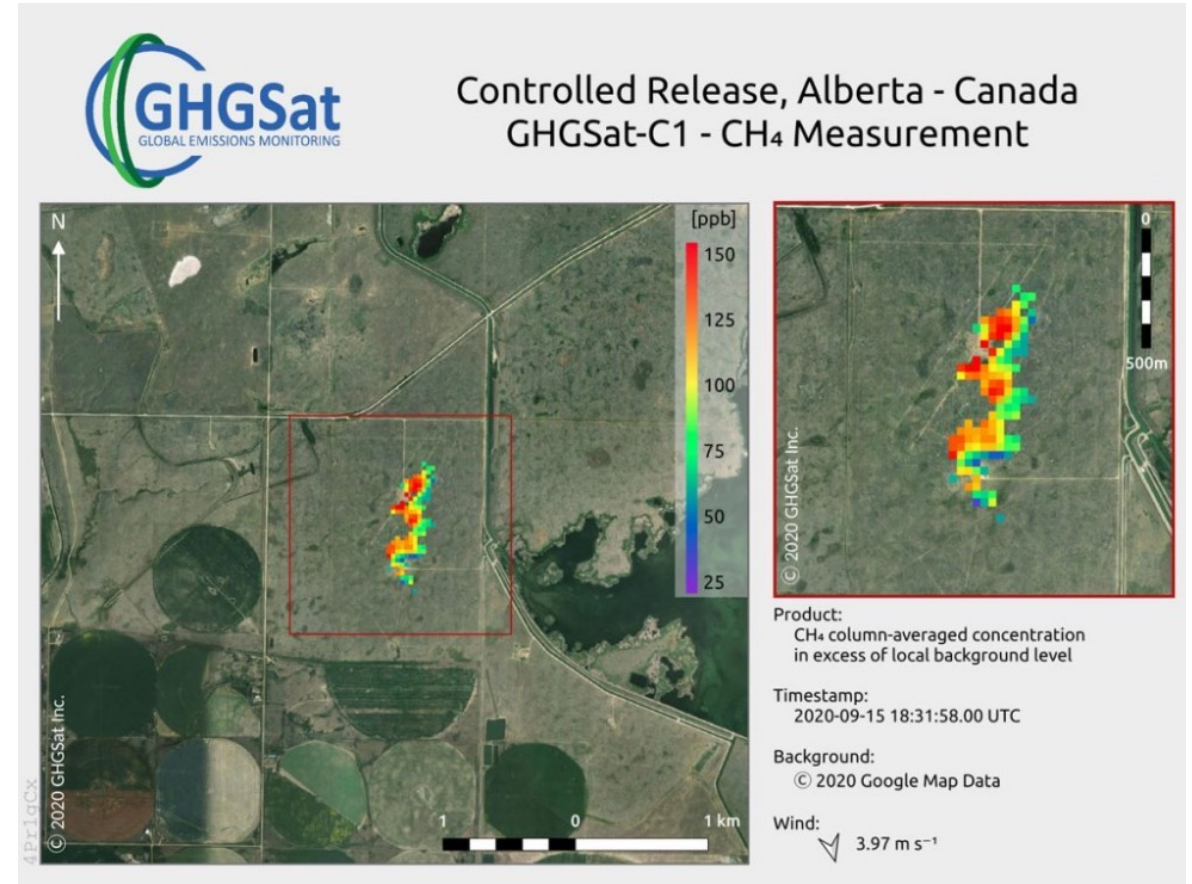 GHGSat
GLOBAL EMISSIONS MONITORING
Controlled Release, Alberta - Canada
GHGSat-C1 - CH₄ Measurement
N
[ppb]
150
125
100
75
50
25
© 2020 GHGSat Inc.
4Pr1qCx
1 0 1 km
0
500m
© 2020 GHGSat Inc.
Product:
CH₄ column-averaged concentration
in excess of local background level
Timestamp:
2020-09-15 18:31:58.00 UTC
Background:
© 2020 Google Map Data
Wind:
3.97 m s⁻¹